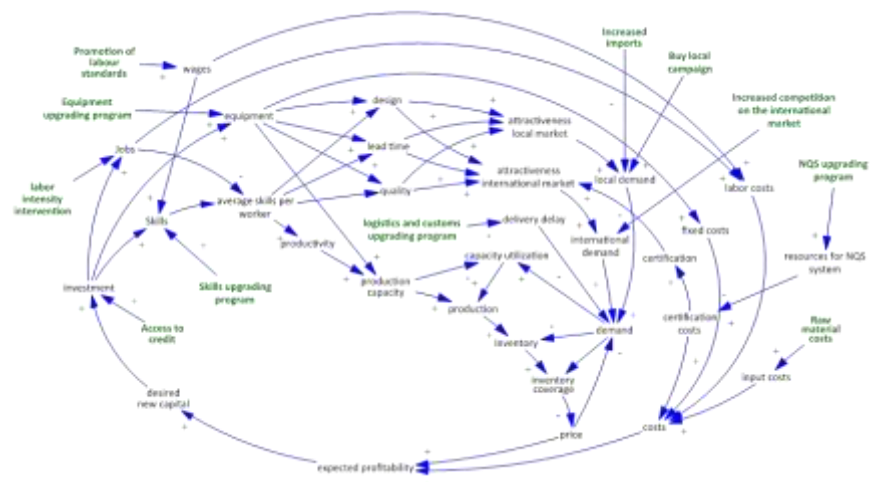 Increased
imports
Promotion of
labour
standards
wages
Buy local
campaign
Increased competition
on the international
market
Equipment
upgrading program
equipment
design
attractiveness
local market
Jobs
lead time
NQS upgrading
program
labor
intensity
intervention
average skills per
worker
quality
attractiveness
international market
local demand
labor costs
Skills
logistics and customs
upgrading program
delivery delay
fixed costs
productivity
international
demand
capacity utilization
certification
resources for NQS
system
investment
Skills upgrading
program
production
capacity
production
Access to
credit
certification
costs
Raw
material
costs
demand
inventory
input costs
inventory
coverage
desired
new capital
price
costs
expected profitability